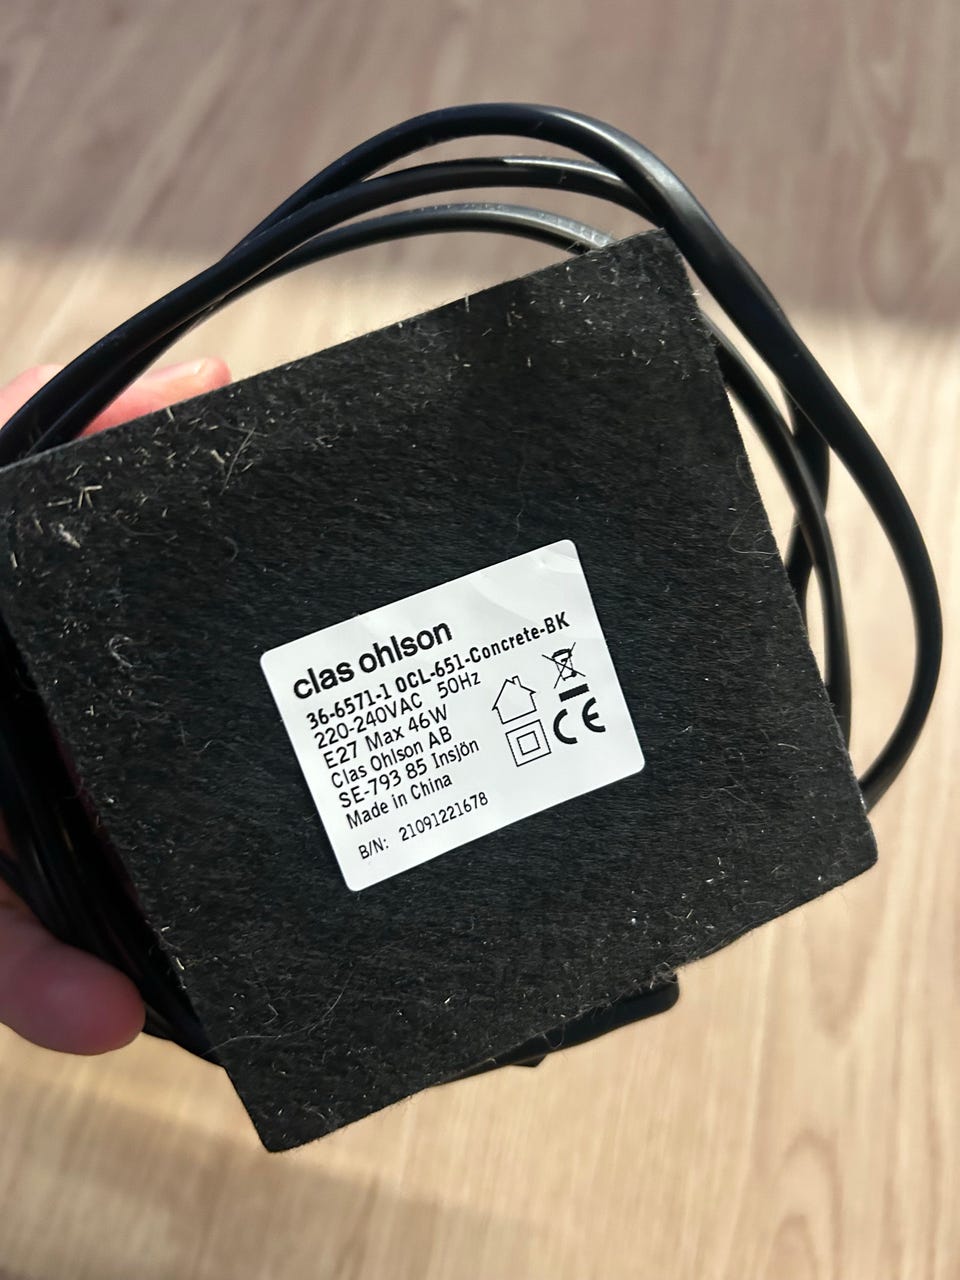 clas ohlson
36-6571-1 OCL-651-Concrete-BK
220-240VAC 50Hz
E27 Max 46W
Clas Ohlson AB
SE-793 85 Insjön
Made in China
CE
B/N: 21091221678